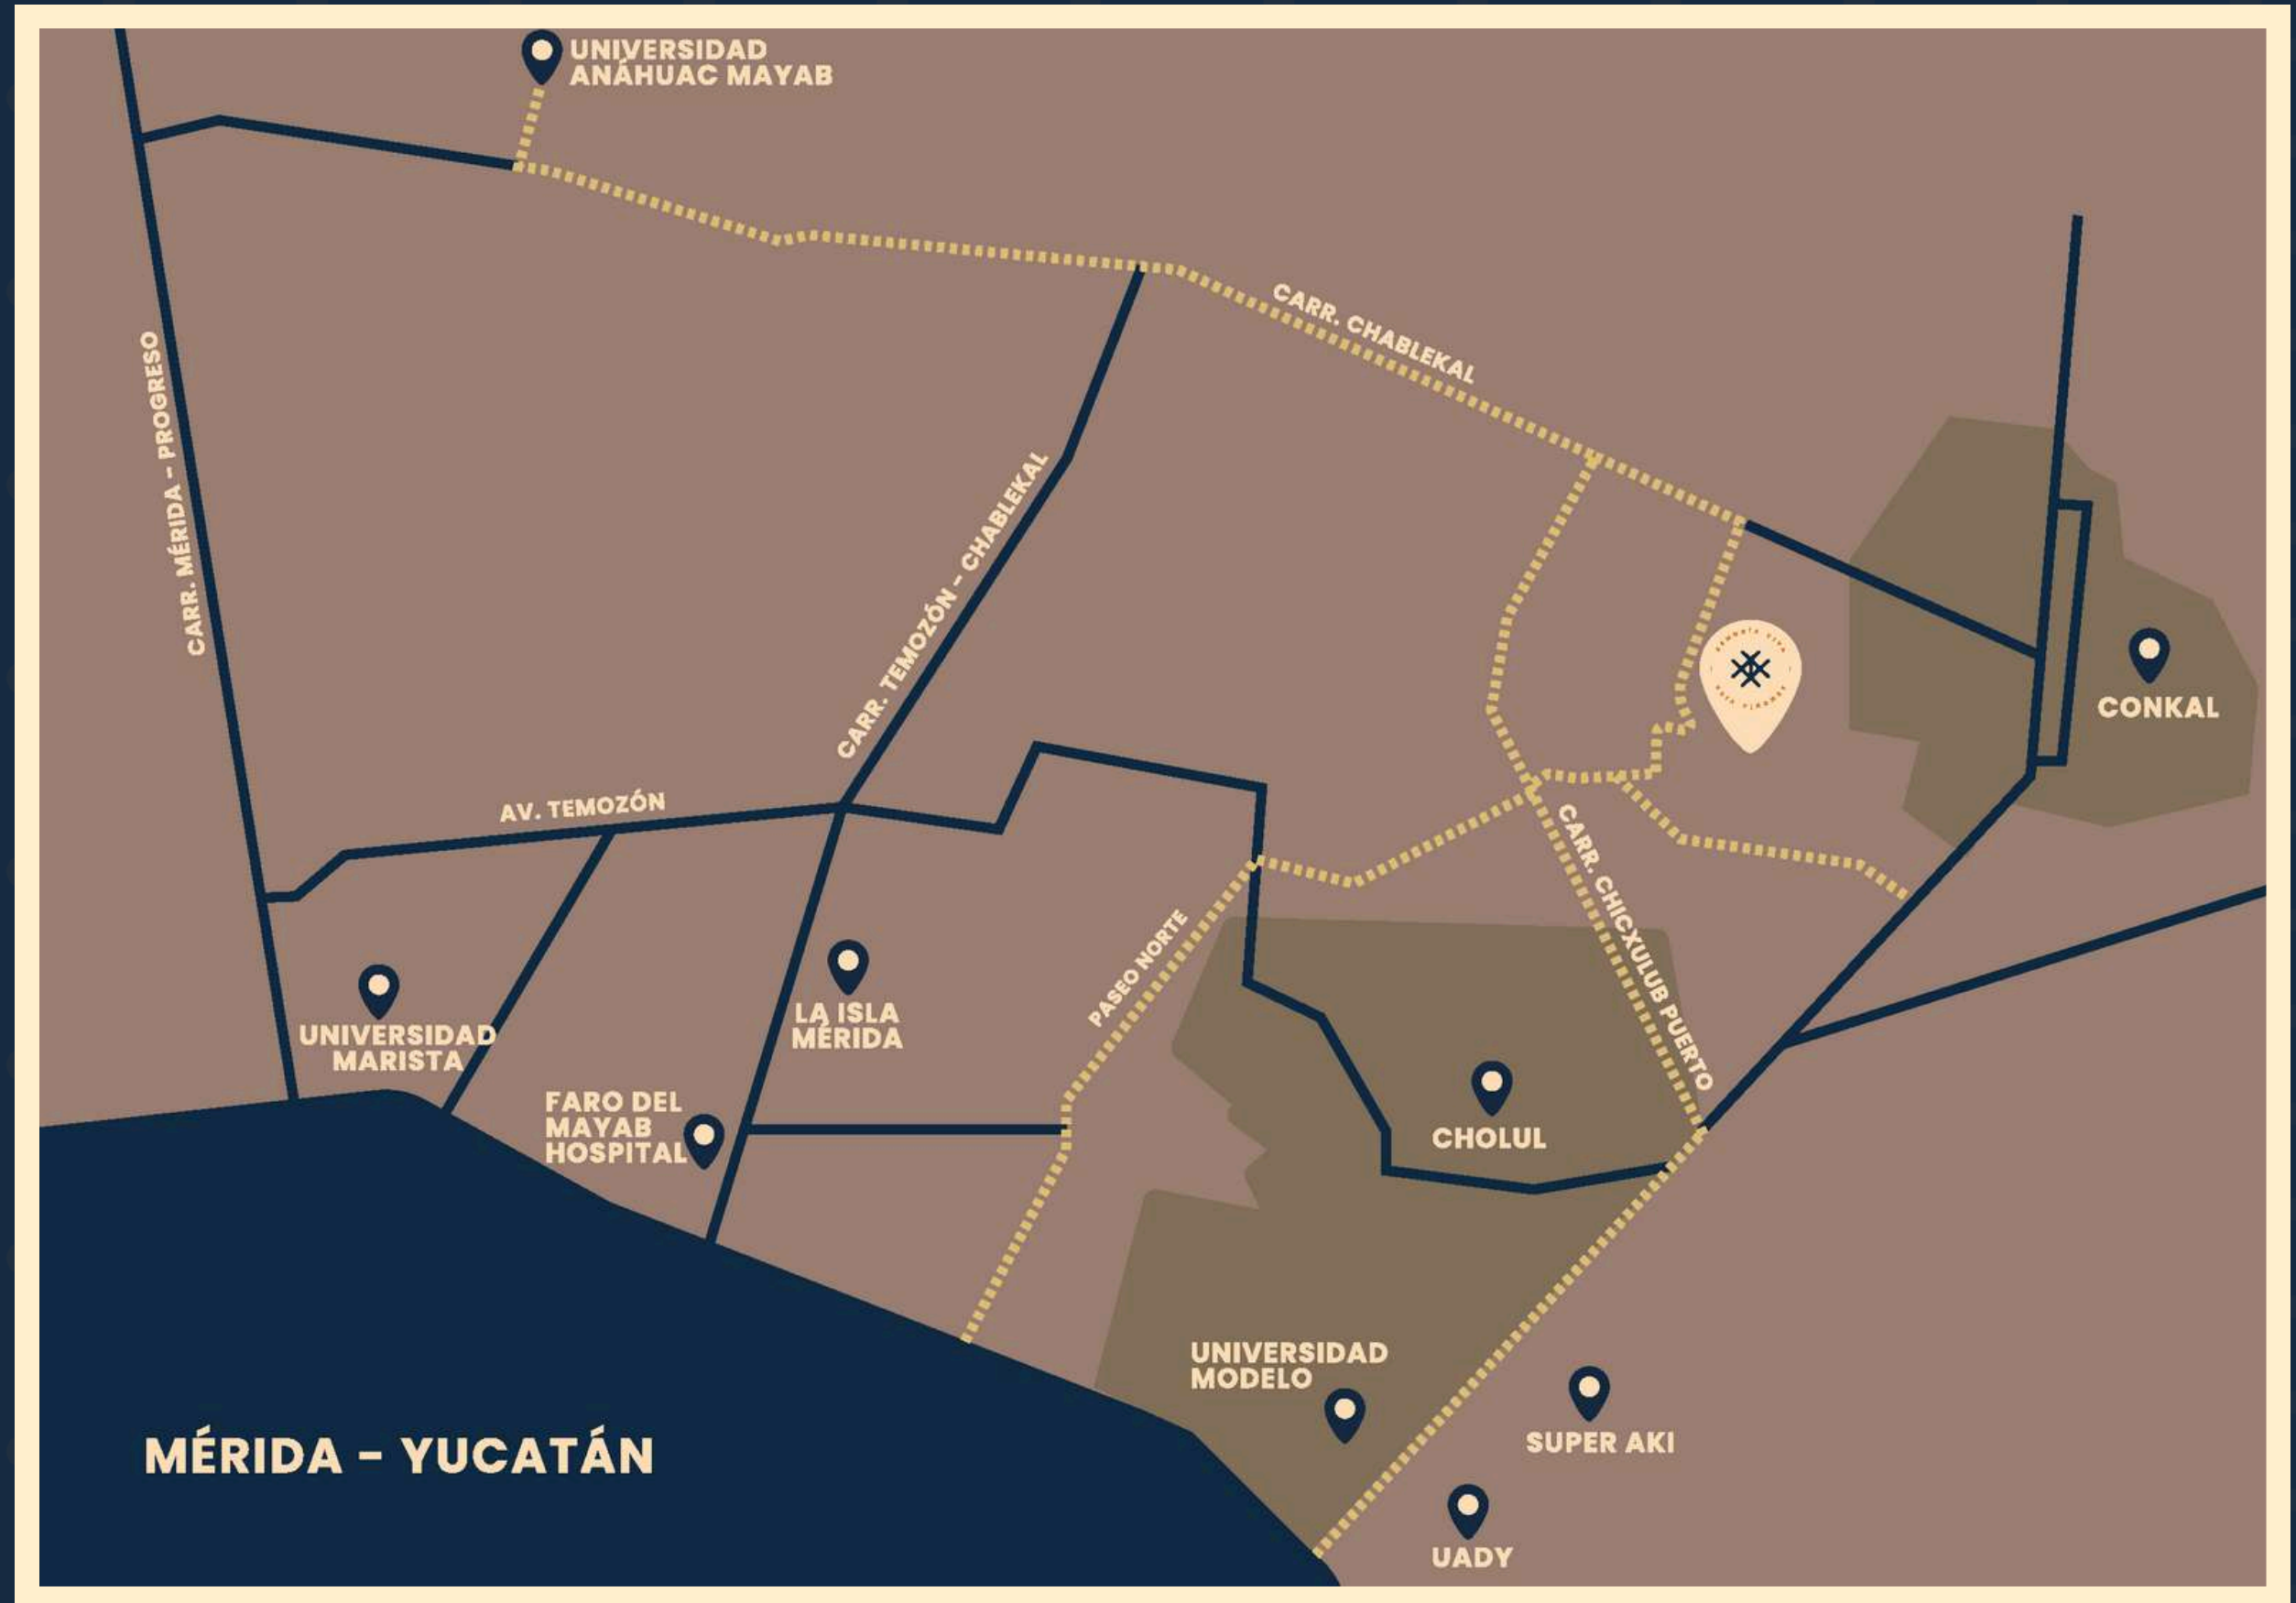 UNIVERSIDAD
ANÁHUAC MAYAB
CARR. CHABLEKAL
CARR. MÉRIDA - PROGRESO
CARR. TEMOZÓN - CHABLEKAL
CONKAL
AV. TEMOZÓN
CARR. CHICXULUB PUERTO
PASEO NORTE
UNIVERSIDAD
MARISTA
LA ISLA
MÉRIDA
FARO DEL
MAYAB
HOSPITAL
CHOLUL
UNIVERSIDAD
MODELO
SUPER AKI
MÉRIDA - YUCATÁN
UADY